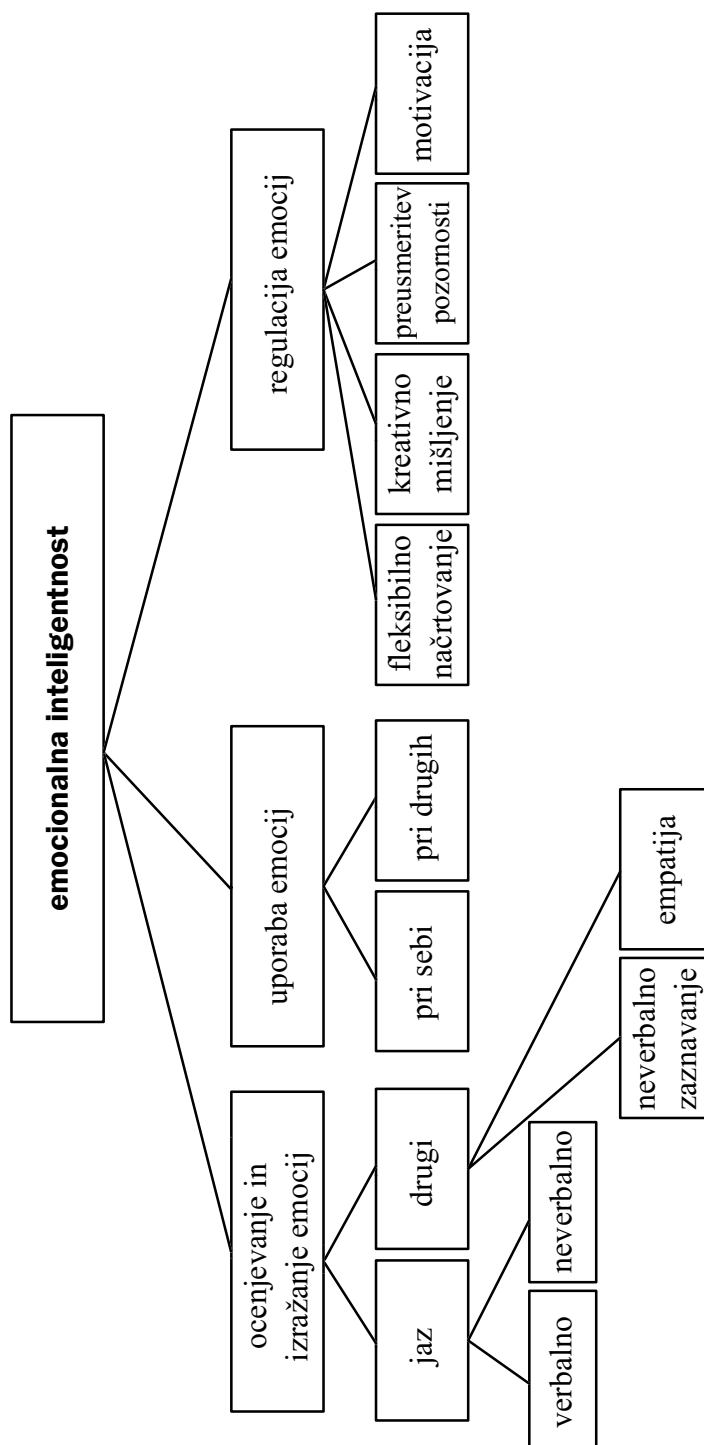 emocionalna inteligentnost
ocenjevanje in
izražanje emocij
uporaba emocij
regulacija emocij
jaz
drugi
pri sebi
pri drugih
fleksibilno
načrtovanje
kreativno
mišljenje
preusmeritev
pozornosti
motivacija
verbalno
neverbalno
neverbalno
zaznavanje
empatija